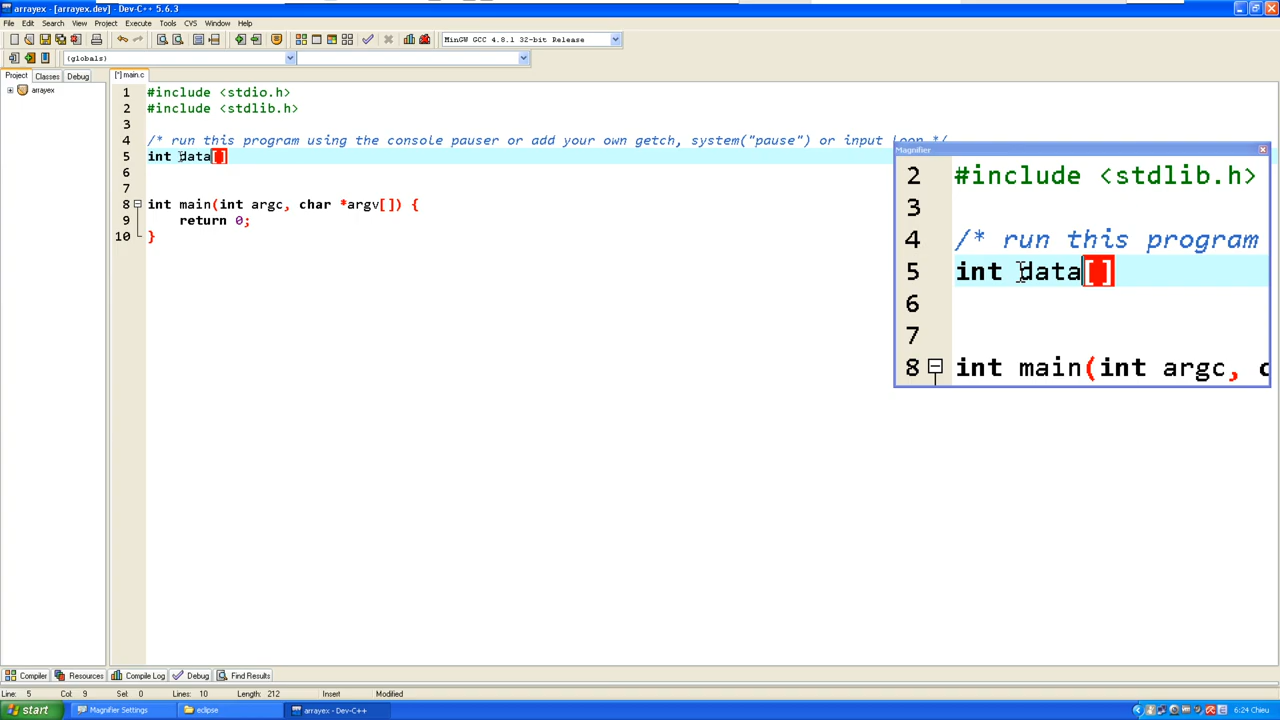 arrayex - [arrayex.dev] - Dev-C++ 5.6.3
File Edit Search View Project Execute Tools CVS Window Help
MinGW GCC 4.8.1 32-bit Release
(globals)
Project Classes Debug
[*] main.c
arrayex
1 #include <stdio.h>
2 #include <stdlib.h>
3
4 /* run this program using the console pauser or add your own getch, system("pause") or input loop */
5 int data[]
6
7
8 int main(int argc, char *argv[]) {
9 return 0;
10 }
Magnifier
2 #include <stdlib.h>
3
4 /* run this program
5 int data[]
6
7
8 int main(int argc, c
Compiler Resources Compile Log Debug Find Results
Line: 5 Col: 9 Sel: 0 Lines: 10 Length: 212 Insert Modified
start Magnifier Settings eclipse arrayex - Dev-C++ 6:24 Chieu